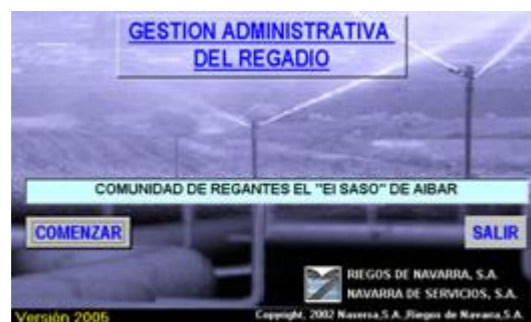 GESTION ADMINISTRATIVA
DEL REGADIO
COMUNIDAD DE REGANTES EL "El SASO" DE AIBAR
COMENZAR
SALIR
RIEGOS DE NAVARRA, S.A.
NAVARRA DE SERVICIOS, S.A.
Versión 2005
Copyright, 2002 Navarsa,S.A.,Riegos de Navarra,S.A.